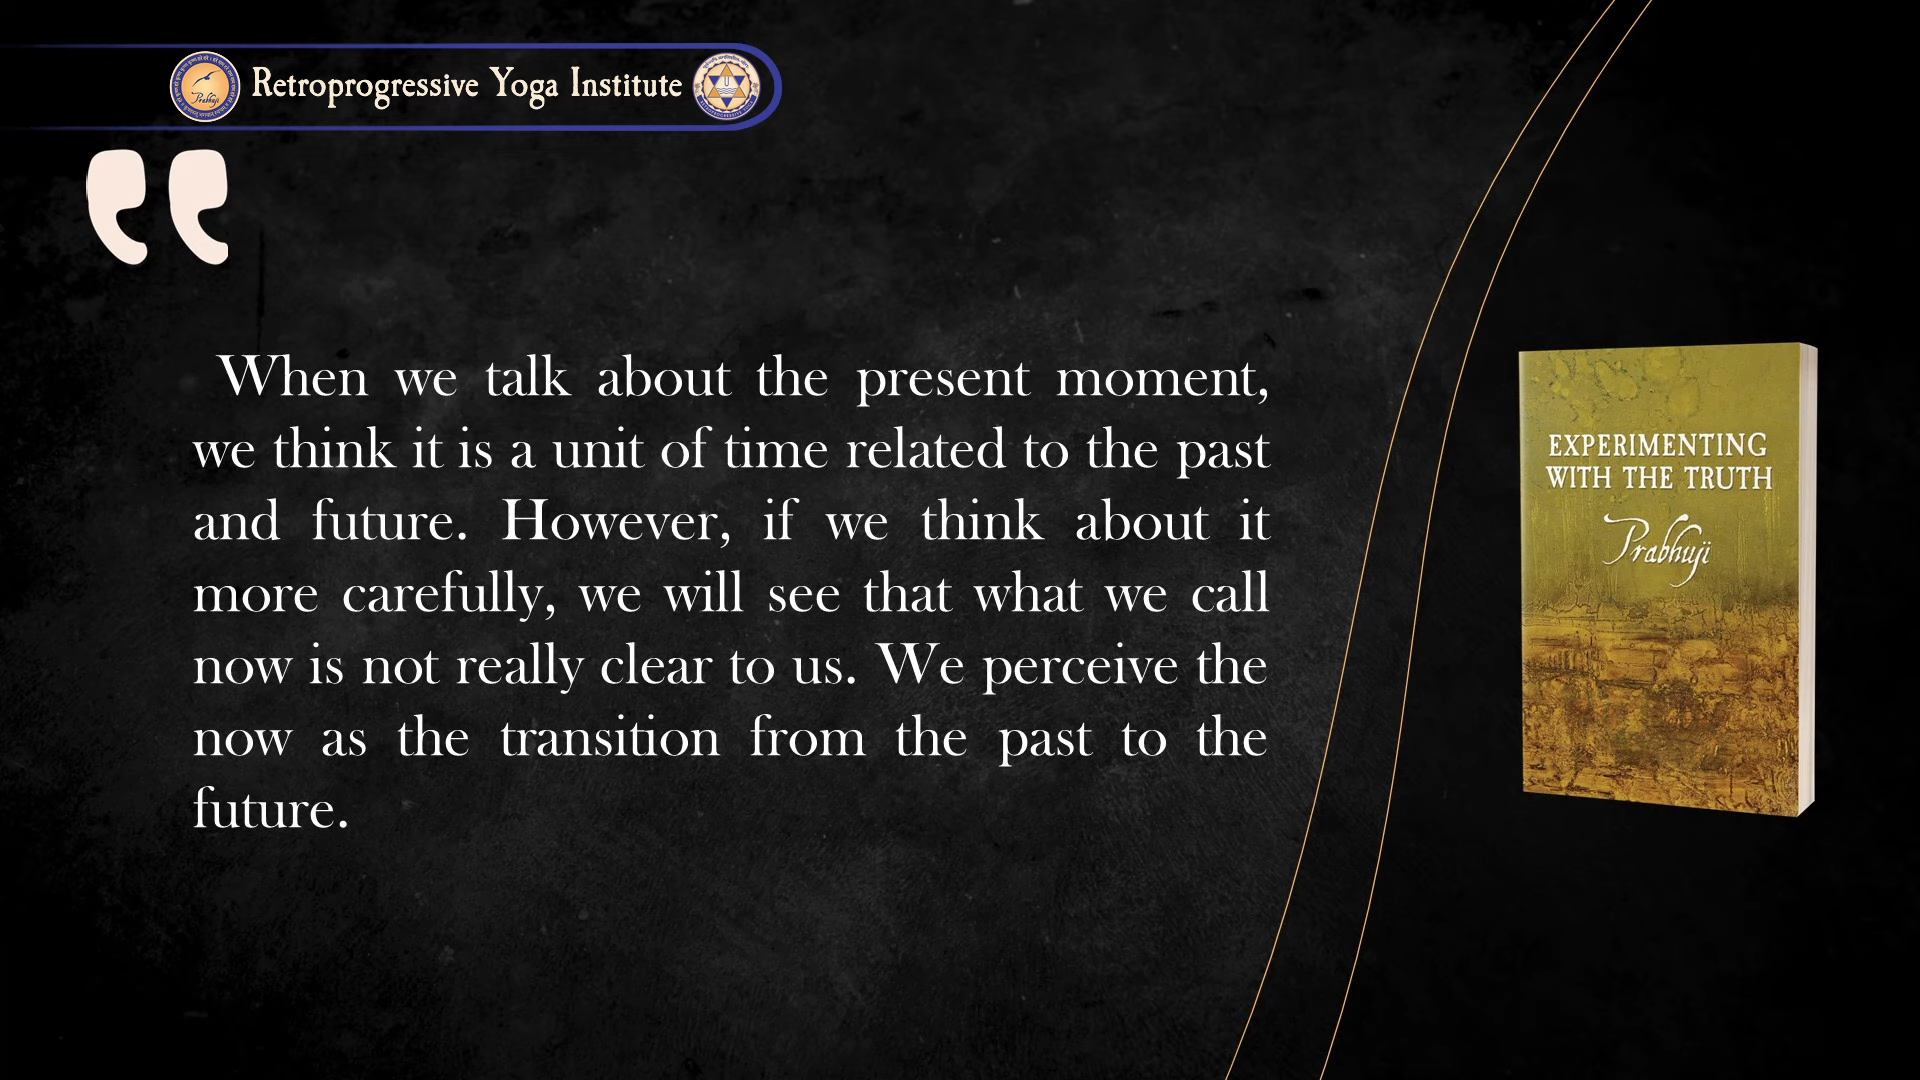 Prabhuji
Retroprogressive Yoga Institute
When we talk about the present moment,
we think it is a unit of time related to the past
and future. However, if we think about it
more carefully, we will see that what we call
now is not really clear to us. We perceive the
now as the transition from the past to the
future.
EXPERIMENTING
WITH THE TRUTH
Prabhuji